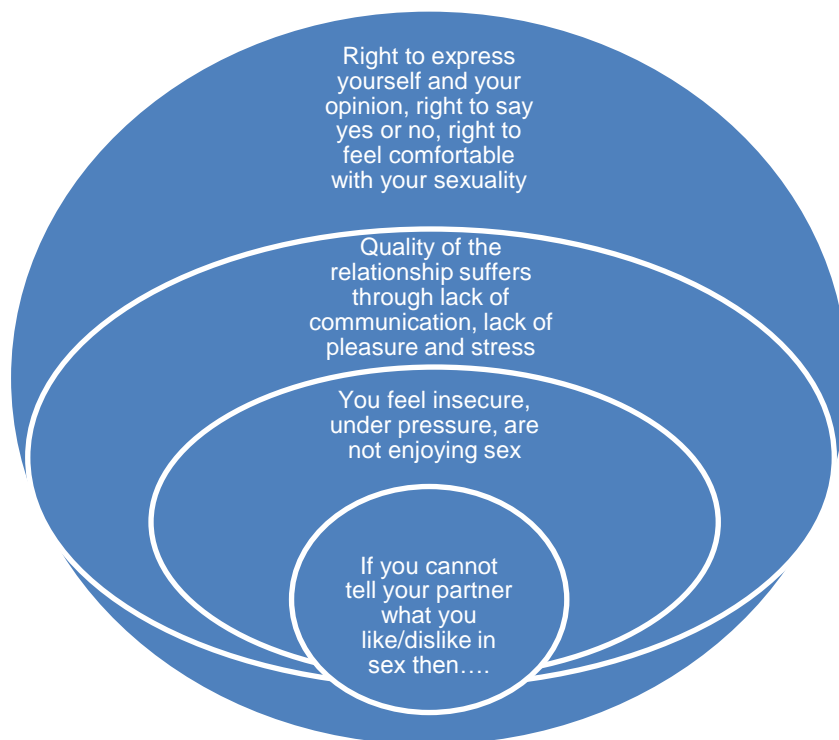 Right to express
yourself and your
opinion, right to say
yes or no, right to
feel comfortable
with your sexuality
Quality of the
relationship suffers
through lack of
communication, lack of
pleasure and stress
You feel insecure,
under pressure, are
not enjoying sex
If you cannot
tell your partner
what you
like/dislike in
sex then….